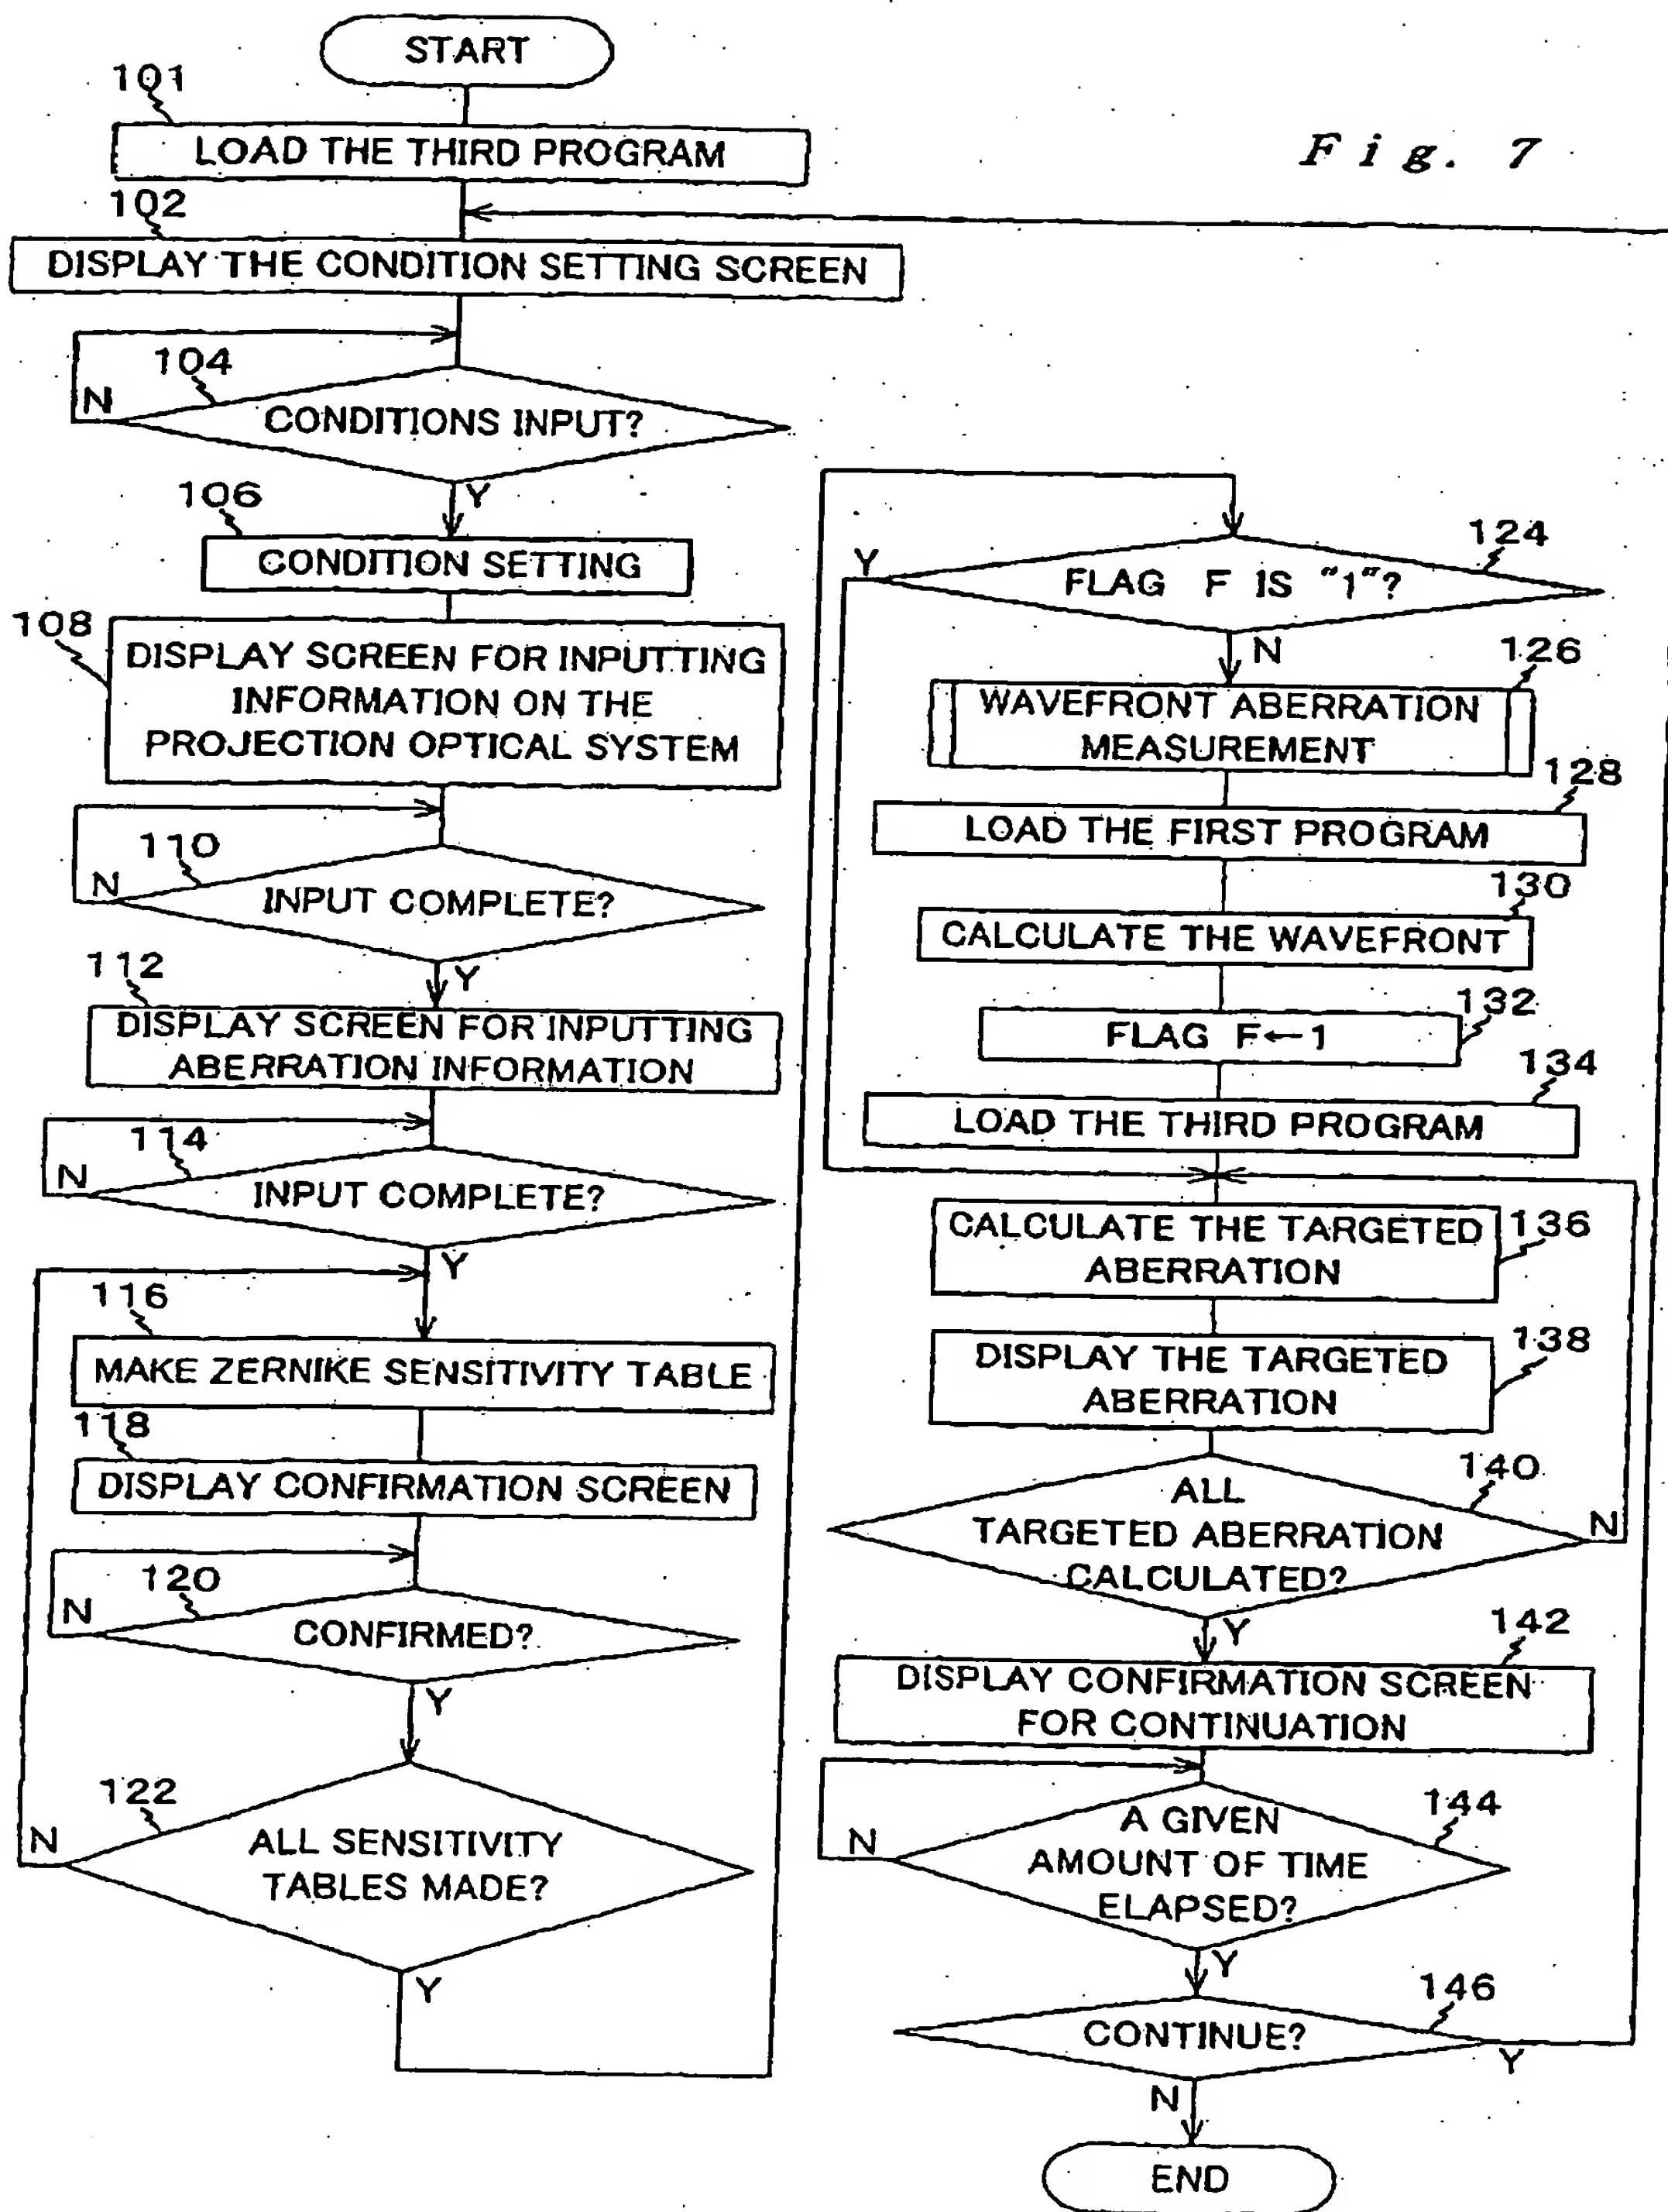 Fig. 7
START
101
LOAD THE THIRD PROGRAM
102
DISPLAY THE CONDITION SETTING SCREEN
104
N
CONDITIONS INPUT?
Y
106
CONDITION SETTING
108
DISPLAY SCREEN FOR INPUTTING
INFORMATION ON THE
PROJECTION OPTICAL SYSTEM
110
N
INPUT COMPLETE?
Y
112
DISPLAY SCREEN FOR INPUTTING
ABERRATION INFORMATION
114
N
INPUT COMPLETE?
Y
116
MAKE ZERNIKE SENSITIVITY TABLE
118
DISPLAY CONFIRMATION SCREEN
120
N
CONFIRMED?
Y
122
N
ALL SENSITIVITY
TABLES MADE?
Y
124
Y
FLAG F IS "1"?
N
126
WAVEFRONT ABERRATION
MEASUREMENT
128
LOAD THE FIRST PROGRAM
130
CALCULATE THE WAVEFRONT
132
FLAG F←1
134
LOAD THE THIRD PROGRAM
136
CALCULATE THE TARGETED
ABERRATION
138
DISPLAY THE TARGETED
ABERRATION
140
ALL
TARGETED ABERRATION
CALCULATED?
N
Y
142
DISPLAY CONFIRMATION SCREEN
FOR CONTINUATION
144
N
A GIVEN
AMOUNT OF TIME
ELAPSED?
Y
146
CONTINUE?
Y
N
END